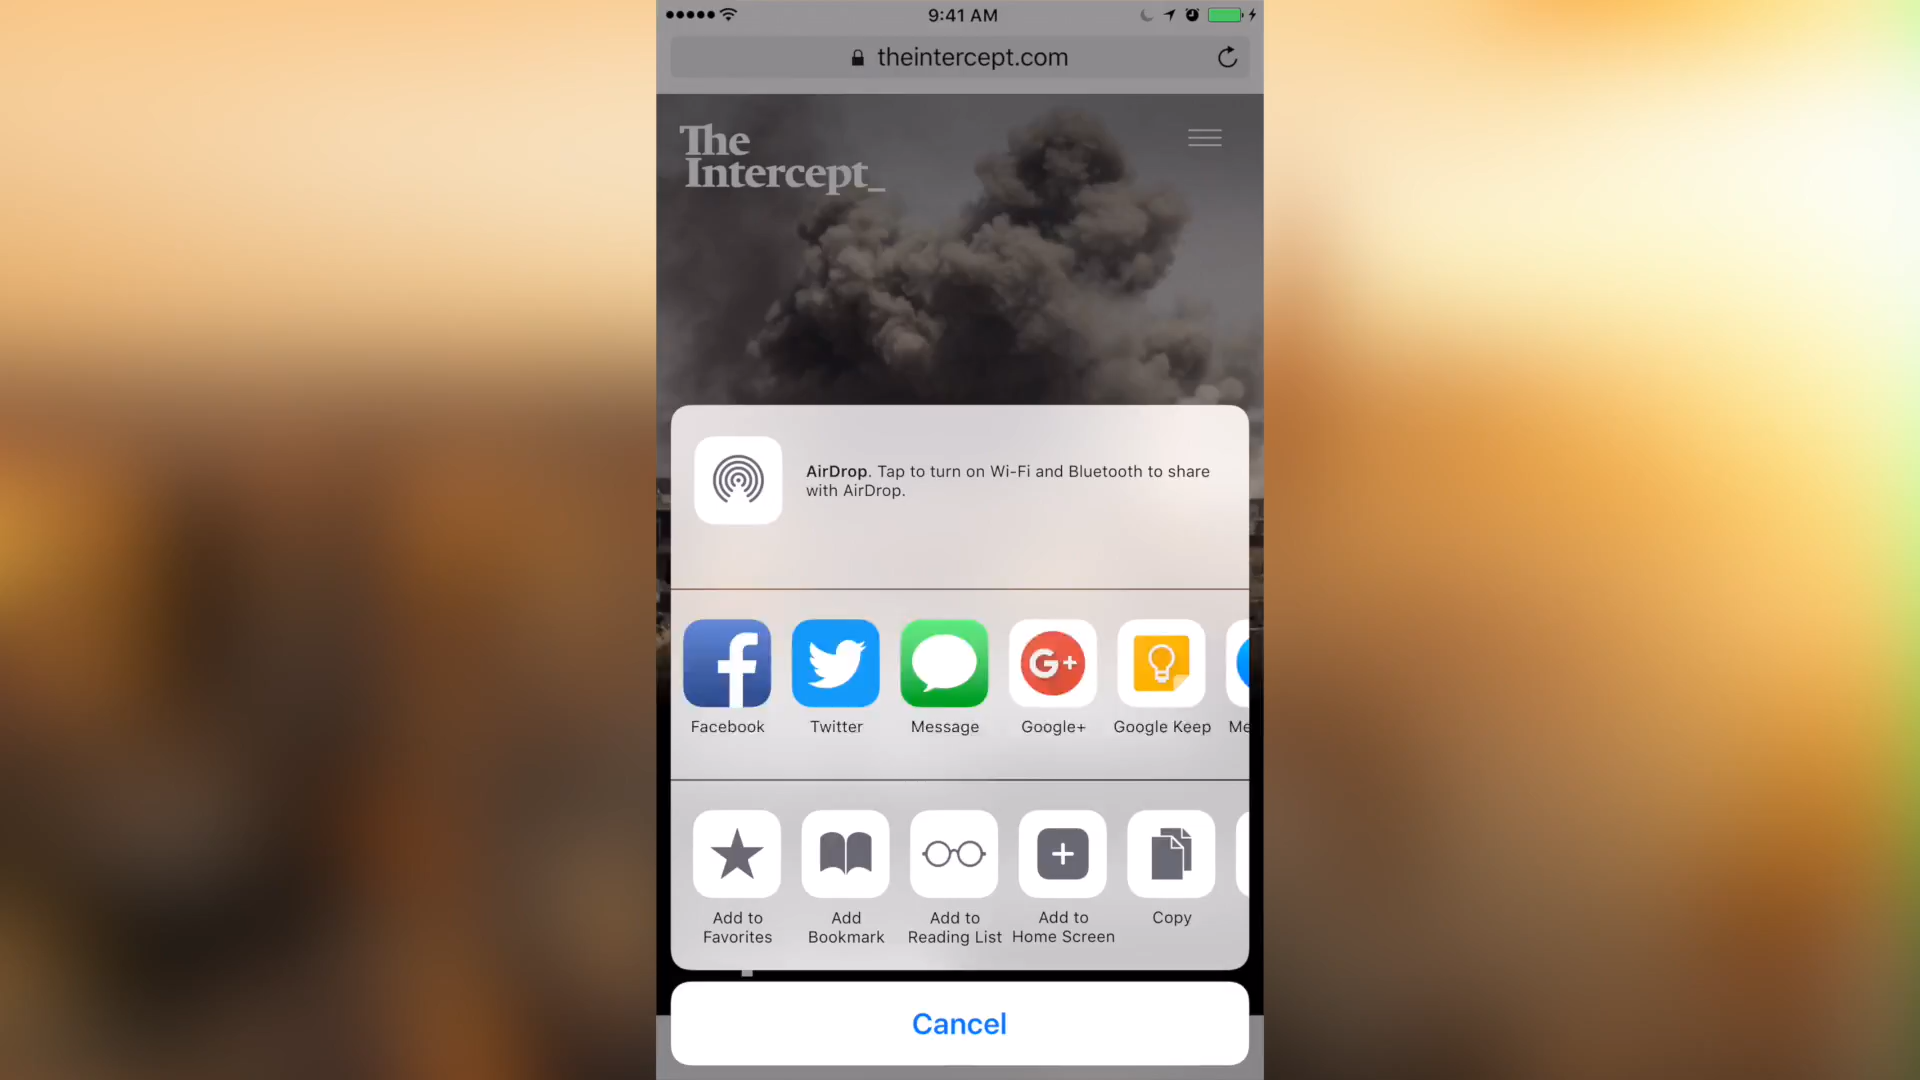 9:41 AM
theintercept.com
The
Intercept_
AirDrop. Tap to turn on Wi-Fi and Bluetooth to share
with AirDrop.
Facebook
Twitter
Message
Google+
Google Keep
Me
Add to
Favorites
Add
Bookmark
Add to
Reading List
Add to
Home Screen
Copy
Cancel